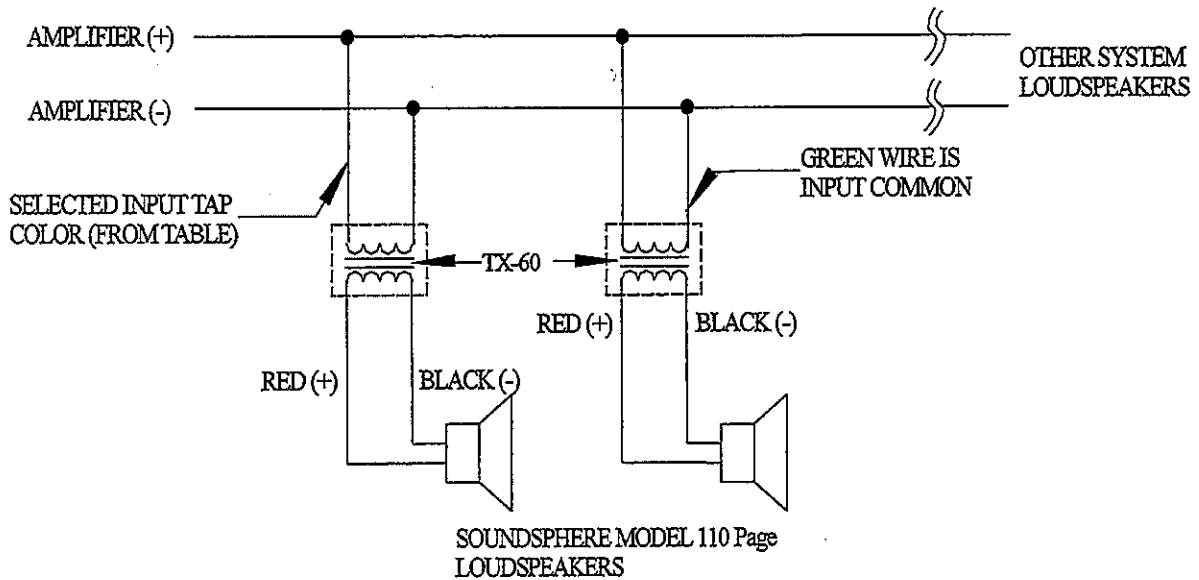 AMPLIFIER (+)
OTHER SYSTEM
LOUDSPEAKERS
AMPLIFIER (-)
GREEN WIRE IS
INPUT COMMON
SELECTED INPUT TAP
COLOR (FROM TABLE)
TX-60
RED (+)
BLACK (-)
RED (+)
BLACK (-)
SOUNDSPHERE MODEL 110 Page
LOUDSPEAKERS